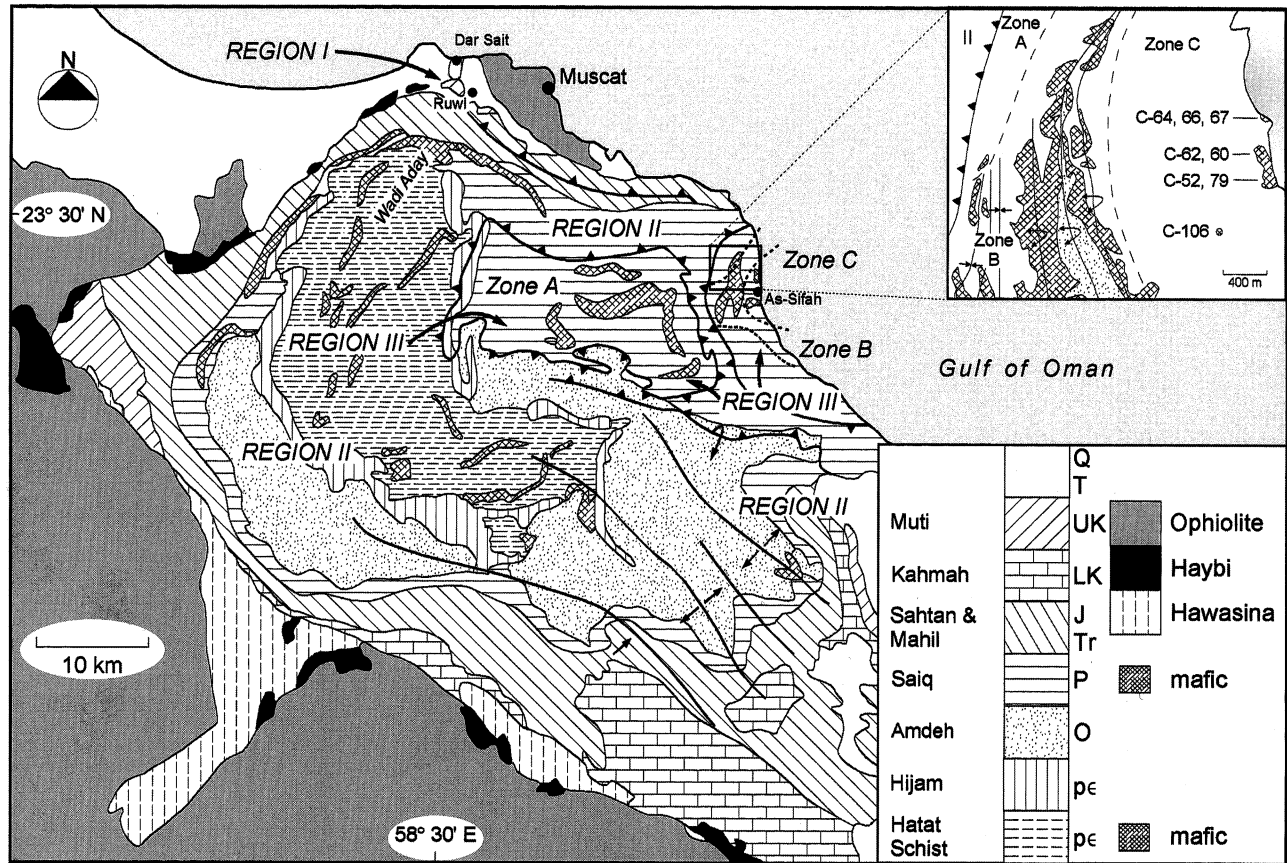 REGION I
Dar Sait
Muscat
N
Ruwi
Wadi Aday
23° 30' N
REGION II
Zone C
Zone A
As-Sifah
REGION III
Zone B
Gulf of Oman
REGION III
REGION II
REGION II
10 km
58° 30' E
II
Zone
A
Zone C
C-64, 66, 67
C-62, 60
C-52, 79
C-106
Zone
B
400 m
Q
T
Muti
UK
Ophiolite
Kahmah
LK
Haybi
Sahtan &
Mahil
J
Tr
Hawasina
Saiq
P
mafic
Amdeh
O
Hijam
pє
Hatat
Schist
pє
mafic